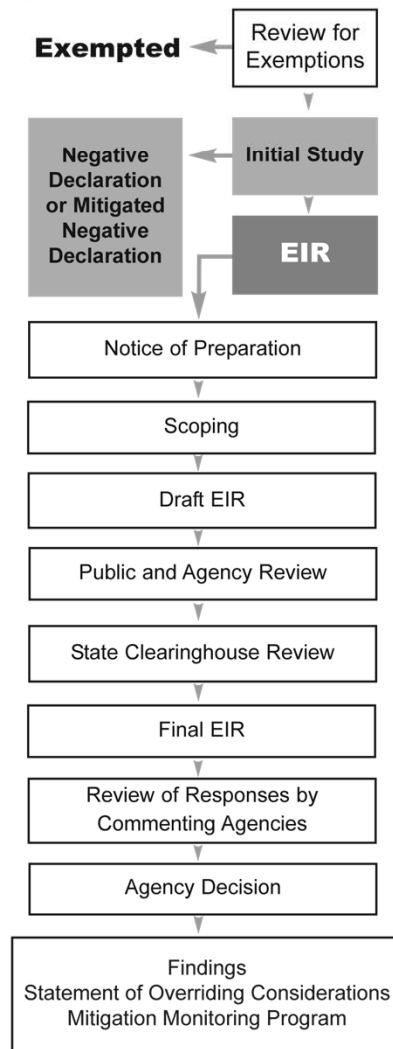 Exempted
Review for
Exemptions
Negative
Declaration
or Mitigated
Negative
Declaration
Initial Study
EIR
Notice of Preparation
Scoping
Draft EIR
Public and Agency Review
State Clearinghouse Review
Final EIR
Review of Responses by
Commenting Agencies
Agency Decision
Findings
Statement of Overriding Considerations
Mitigation Monitoring Program